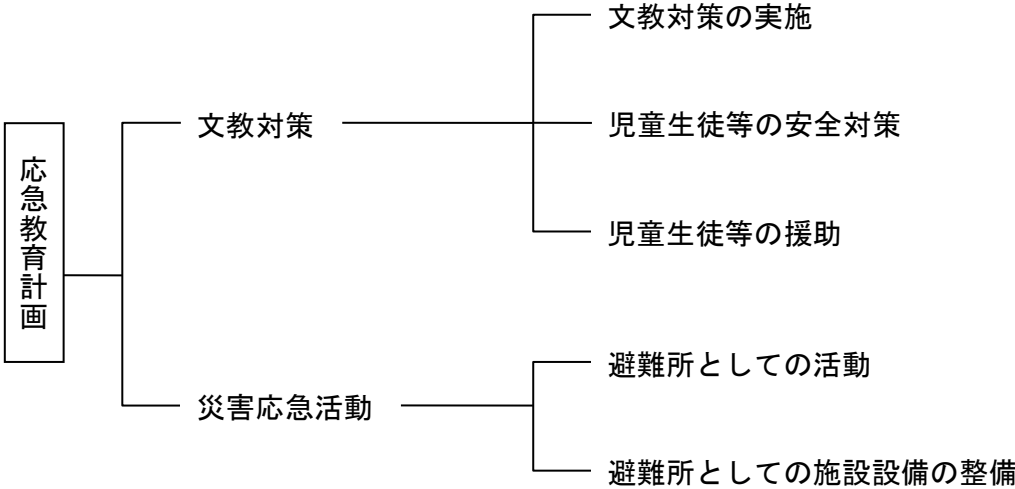 応急教育計画
文教対策
文教対策の実施
児童生徒等の安全対策
児童生徒等の援助
災害応急活動
避難所としての活動
避難所としての施設設備の整備